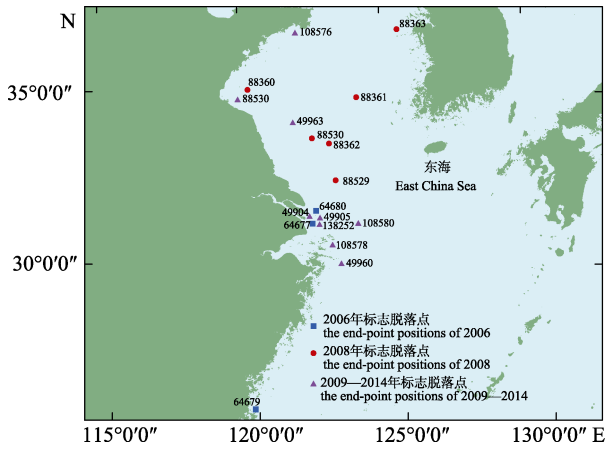 N
108576
88363
35°0′0″
88360
88530
88361
49963
88530
88362
东海
East China Sea
88529
64680
49904
49905
64677
138252
108580
108578
30°0′0″
49960
2006年标志脱落点
the end-point positions of 2006
2008年标志脱落点
the end-point positions of 2008
2009—2014年标志脱落点
the end-point positions of 2009—2014
64679
115°0′0″
120°0′0″
125°0′0″
130°0′0″ E